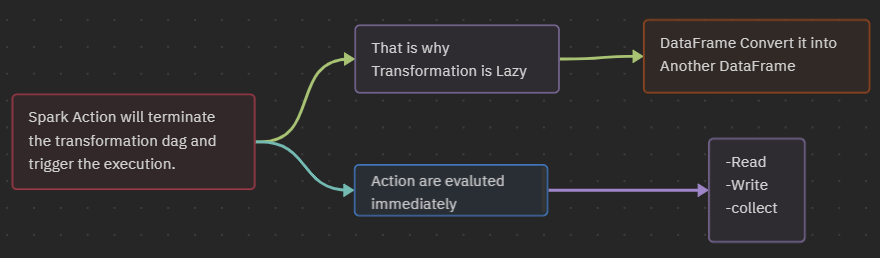 Spark Action will terminate
the transformation dag and
trigger the execution.
That is why
Transformation is Lazy
DataFrame Convert it into
Another DataFrame
Action are evaluted
immediately
-Read
-Write
-collect